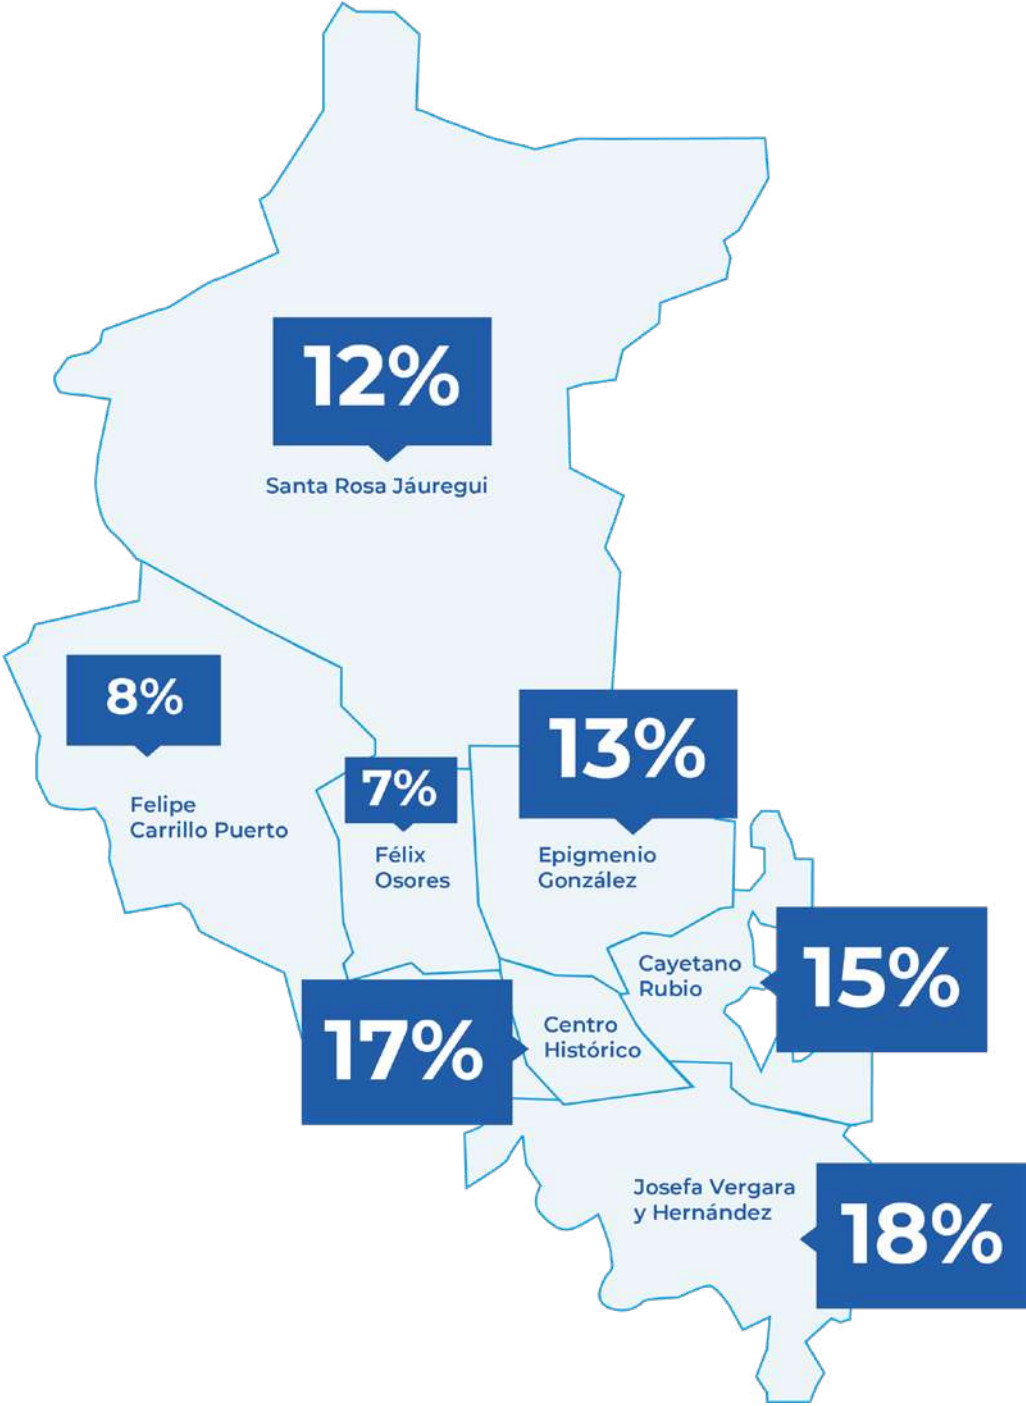 12%
Santa Rosa Jáuregui
8%
Felipe
Carrillo Puerto
7%
Félix
Osores
13%
Epigmenio
González
Cayetano
Rubio
15%
17%
Centro
Histórico
Josefa Vergara
y Hernández
18%